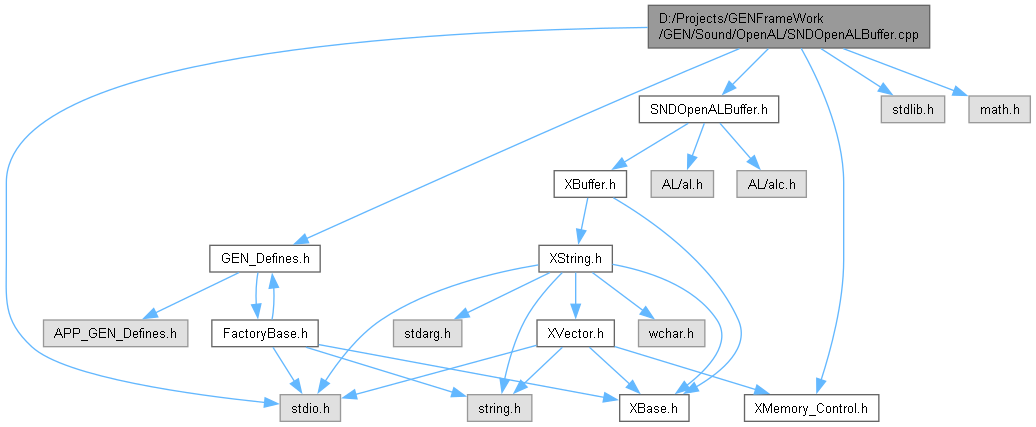 D:/Projects/GENFrameWork
/GEN/Sound/OpenAL/SNDOpenALBuffer.cpp
SNDOpenALBuffer.h
stdlib.h
math.h
XBuffer.h
AL/al.h
AL/alc.h
GEN_Defines.h
XString.h
APP_GEN_Defines.h
FactoryBase.h
stdarg.h
XVector.h
wchar.h
stdio.h
string.h
XBase.h
XMemory_Control.h